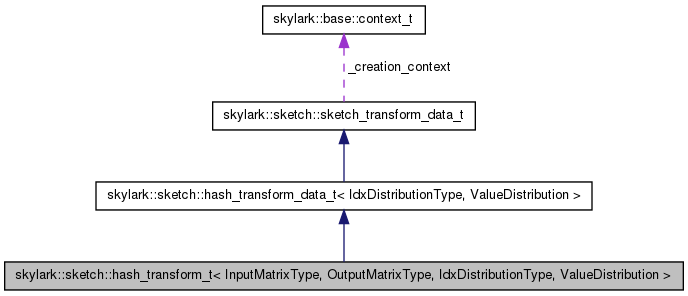 skylark::base::context_t
_creation_context
skylark::sketch::sketch_transform_data_t
skylark::sketch::hash_transform_data_t< IdxDistributionType, ValueDistribution >
skylark::sketch::hash_transform_t< InputMatrixType, OutputMatrixType, IdxDistributionType, ValueDistribution >